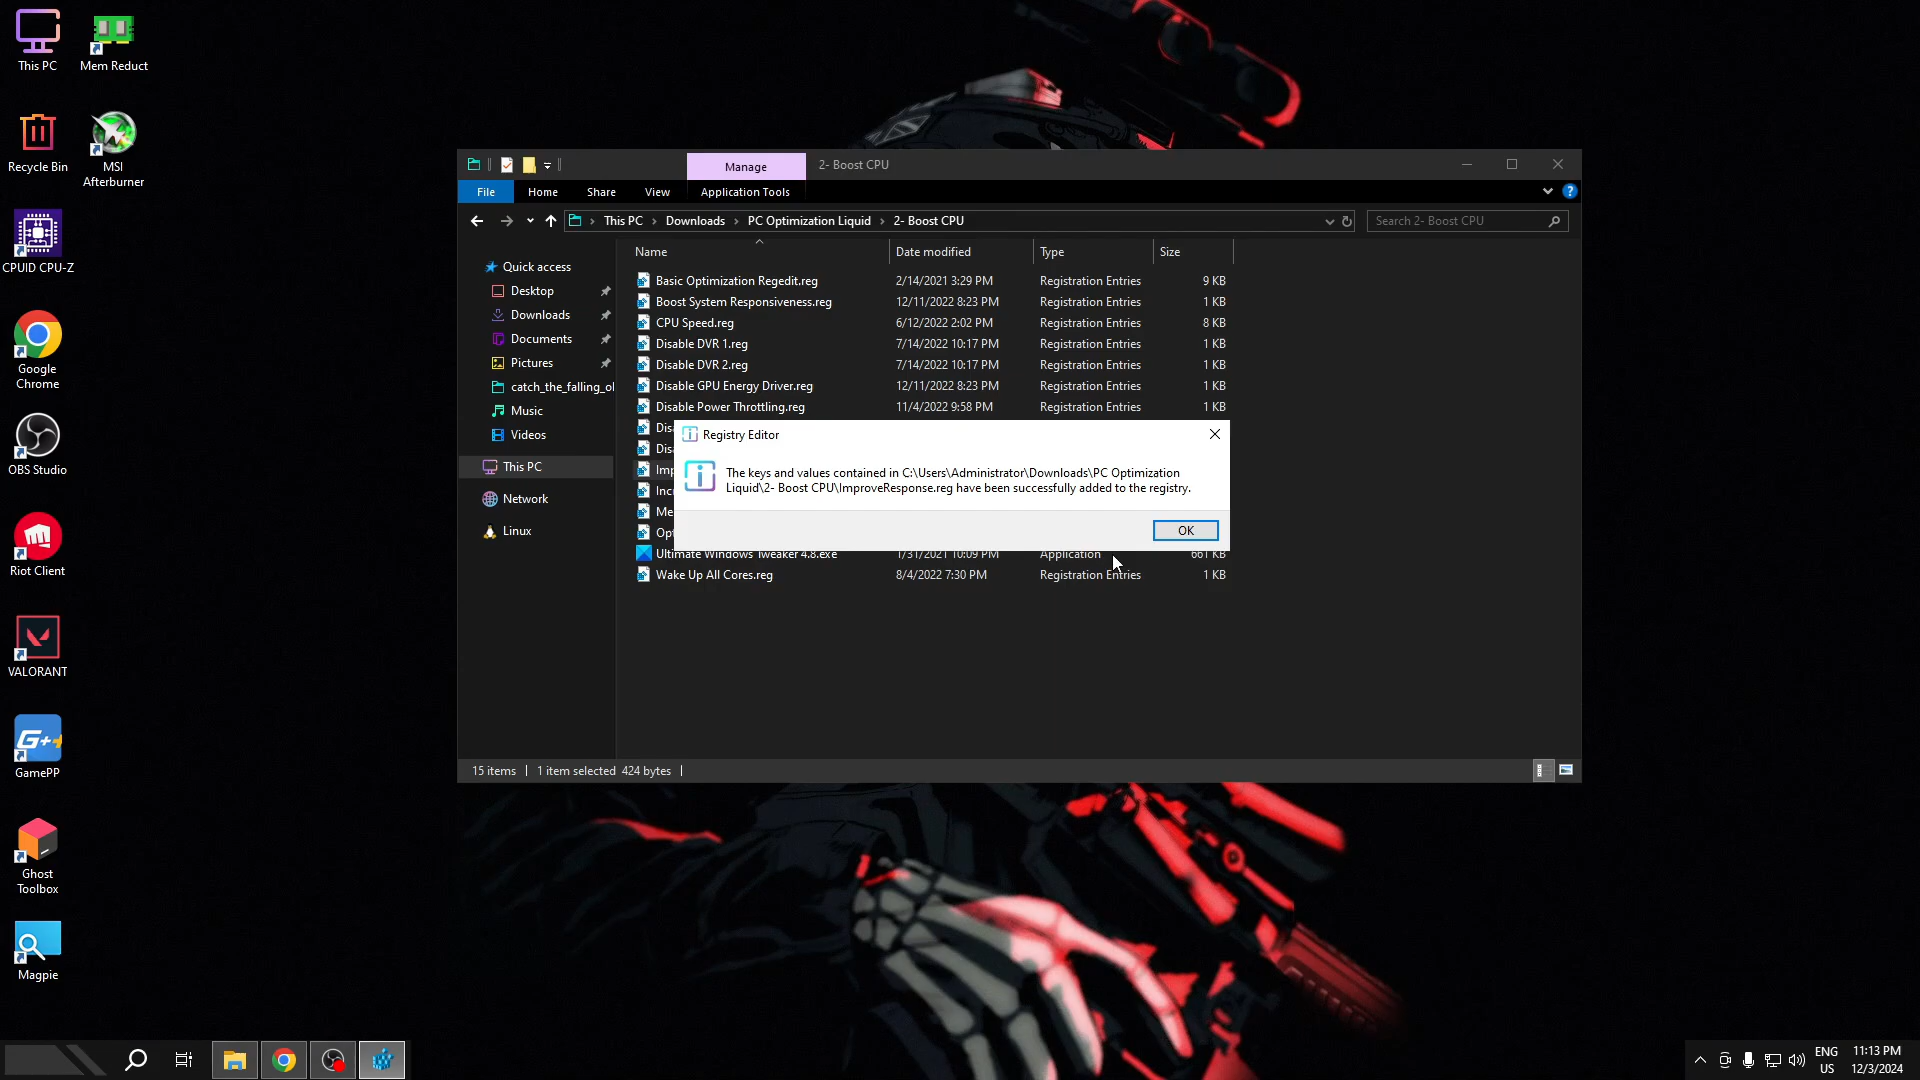 This PC
Mem Reduct
Recycle Bin
MSI
Afterburner
CPUID CPU-Z
Google
Chrome
OBS Studio
Riot Client
VALORANT
G++
GamePP
Ghost
Toolbox
Magpie
Manage
2- Boost CPU
File
Home
Share
View
Application Tools
This PC
Downloads
PC Optimization Liquid
2- Boost CPU
Search 2- Boost CPU
Name
Date modified
Type
Size
Quick access
Desktop
Downloads
Documents
Pictures
catch_the_falling_ol
Music
Videos
This PC
Network
Linux
Basic Optimization Regedit.reg 2/14/2021 3:29 PM Registration Entries 9 KB
Boost System Responsiveness.reg 12/11/2022 8:23 PM Registration Entries 1 KB
CPU Speed.reg 6/12/2022 2:02 PM Registration Entries 8 KB
Disable DVR 1.reg 7/14/2022 10:17 PM Registration Entries 1 KB
Disable DVR 2.reg 7/14/2022 10:17 PM Registration Entries 1 KB
Disable GPU Energy Driver.reg 12/11/2022 8:23 PM Registration Entries 1 KB
Disable Power Throttling.reg 11/4/2022 9:58 PM Registration Entries 1 KB
Dis
Dis
Imp
Incr
Me
Opt
Ultimate Windows Tweaker 4.8.exe 1/31/2021 10:09 PM Application 661 KB
Wake Up All Cores.reg 8/4/2022 7:30 PM Registration Entries 1 KB
Registry Editor
The keys and values contained in C:\Users\Administrator\Downloads\PC Optimization
Liquid\2- Boost CPU\ImproveResponse.reg have been successfully added to the registry.
OK
15 items
1 item selected 424 bytes
ENG
US
11:13 PM
12/3/2024